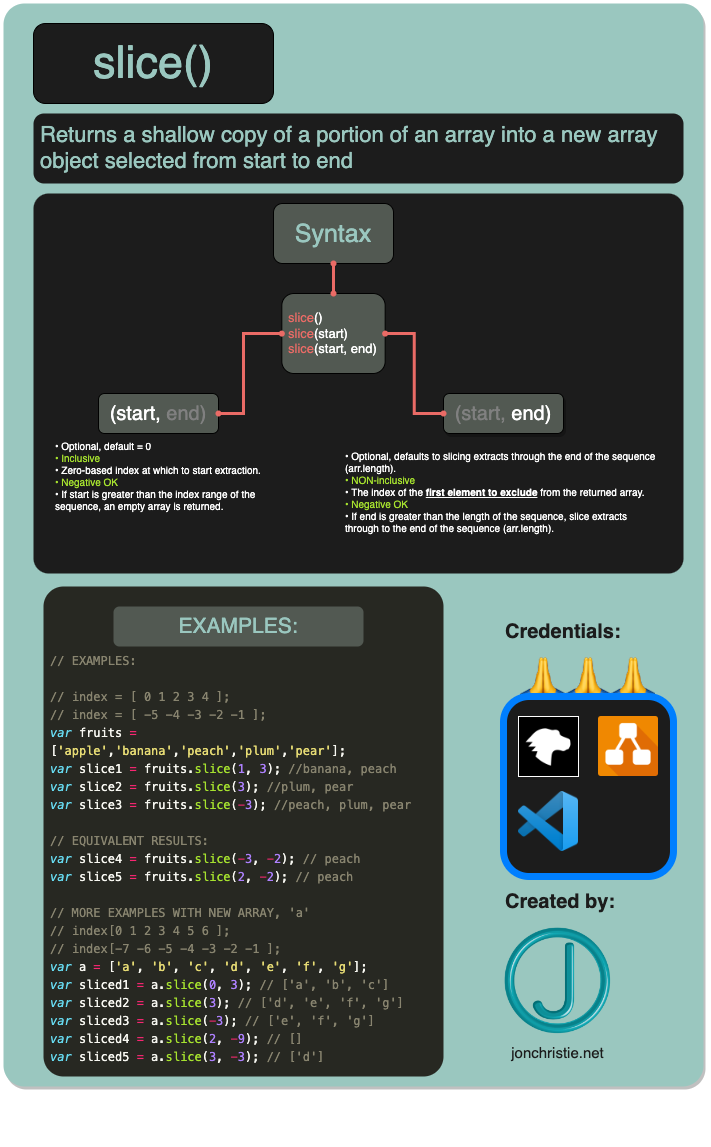 slice()
Returns a shallow copy of a portion of an array into a new array
object selected from start to end
Syntax
slice()
slice(start)
slice(start, end)
(start, end)
• Optional, default = 0
• Inclusive
• Zero-based index at which to start extraction.
• Negative OK
• If start is greater than the index range of the
sequence, an empty array is returned.
(start, end)
• Optional, defaults to slicing extracts through the end of the sequence
(arr.length).
• NON-inclusive
• The index of the first element to exclude from the returned array.
• Negative OK
• If end is greater than the length of the sequence, slice extracts
through to the end of the sequence (arr.length).
EXAMPLES:
// EXAMPLES:
// index = [ 0 1 2 3 4 ];
// index = [ -5 -4 -3 -2 -1 ];
var fruits =
['apple','banana','peach','plum','pear'];
var slice1 = fruits.slice(1, 3); //banana, peach
var slice2 = fruits.slice(3); //plum, pear
var slice3 = fruits.slice(-3); //peach, plum, pear
// EQUIVALENT RESULTS:
var slice4 = fruits.slice(-3, -2); // peach
var slice5 = fruits.slice(2, -2); // peach
// MORE EXAMPLES WITH NEW ARRAY, 'a'
// index[0 1 2 3 4 5 6 ];
// index[-7 -6 -5 -4 -3 -2 -1 ];
var a = ['a', 'b', 'c', 'd', 'e', 'f', 'g'];
var sliced1 = a.slice(0, 3); // ['a', 'b', 'c']
var sliced2 = a.slice(3); // ['d', 'e', 'f', 'g']
var sliced3 = a.slice(-3); // ['e', 'f', 'g']
var sliced4 = a.slice(2, -9); // []
var sliced5 = a.slice(3, -3); // ['d']
Credentials:
Created by:
J
jonchristie.net